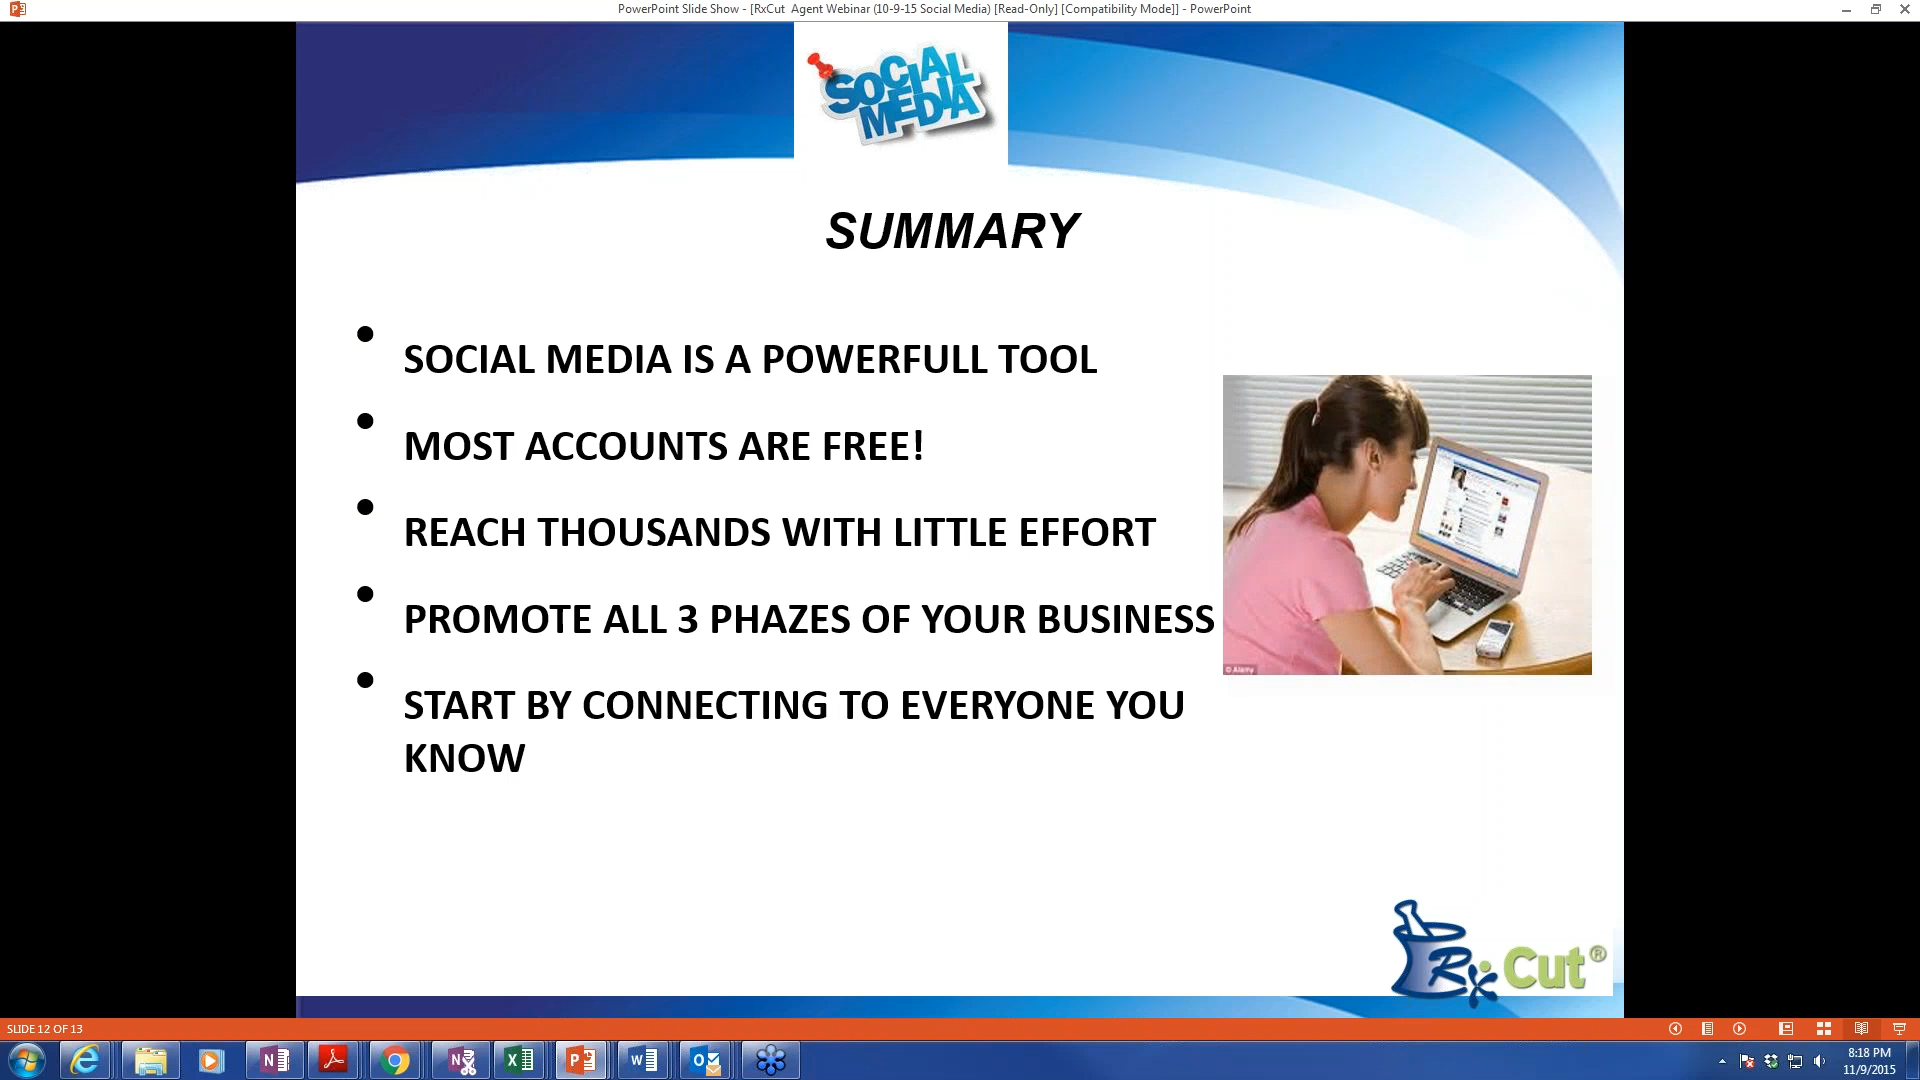 PowerPoint Slide Show - [RxCut  Agent Webinar (10-9-15 Social Media) [Read-Only] [Compatibility Mode]] - PowerPoint
SOCIAL
MEDIA
SUMMARY
• SOCIAL MEDIA IS A POWERFULL TOOL
• MOST ACCOUNTS ARE FREE!
• REACH THOUSANDS WITH LITTLE EFFORT
• PROMOTE ALL 3 PHAZES OF YOUR BUSINESS
• START BY CONNECTING TO EVERYONE YOU
KNOW
© Alamy
RxCut®
SLIDE 12 OF 13
8:18 PM
11/9/2015